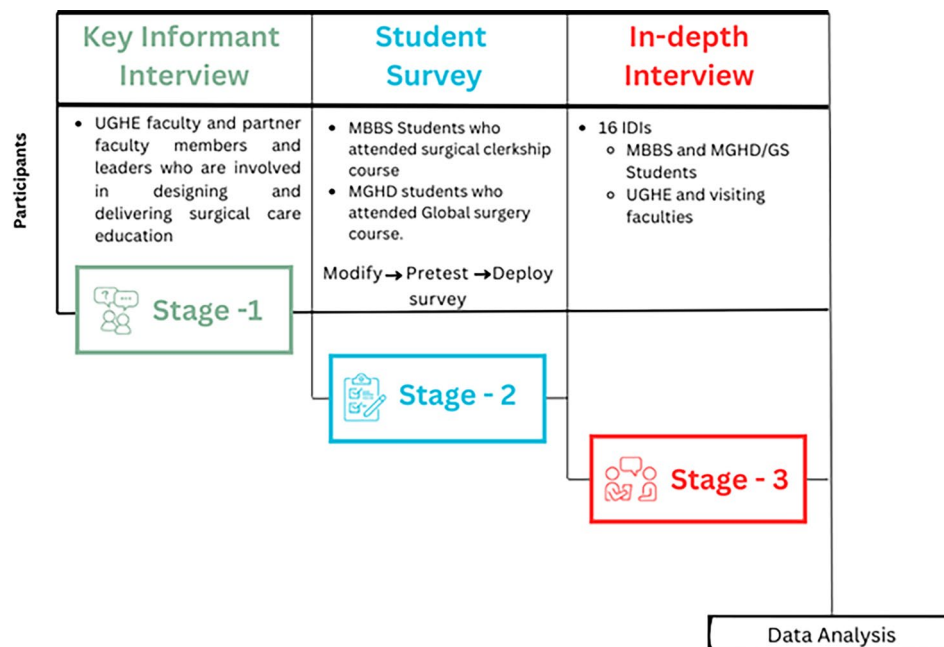 Key Informant
Interview
Student
Survey
In-depth
Interview
Participants
• UGHE faculty and partner
faculty members and
leaders who are involved
in designing and
delivering surgical care
education
• MBBS Students who
attended surgical clerkship
course
• MGHD students who
attended Global surgery
course.
Modify→Pretest→Deploy
survey
• 16 IDIs
○ MBBS and MGHD/GS
Students
○ UGHE and visiting
faculties
? ...
Stage -1
Stage - 2
Stage - 3
Data Analysis